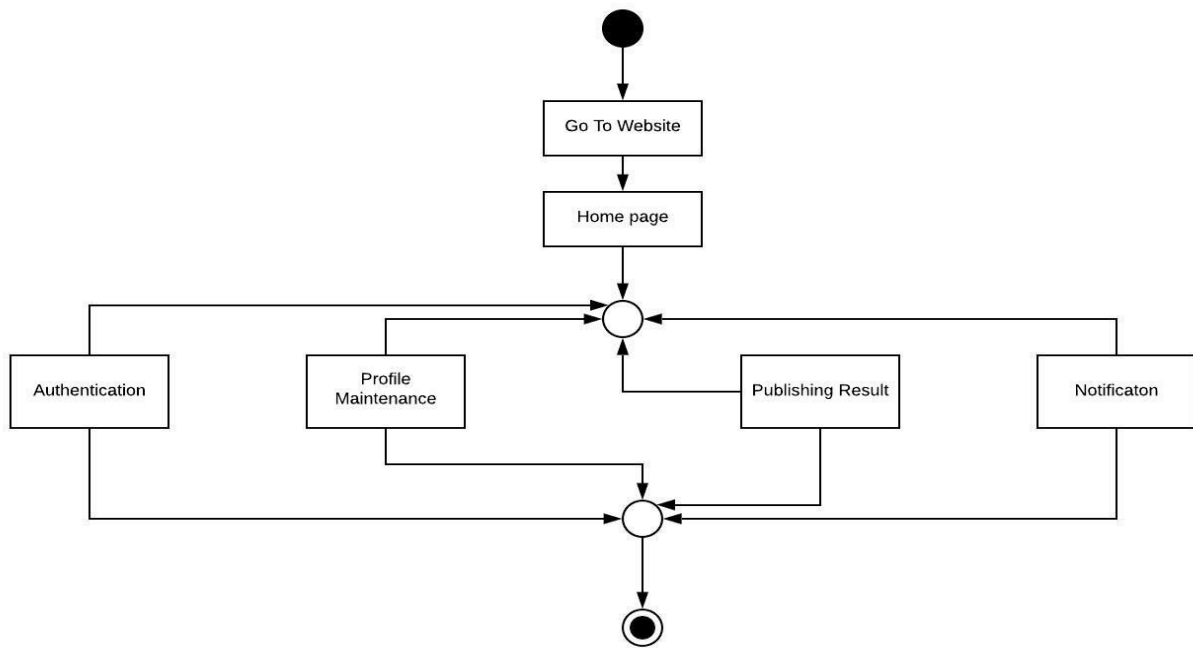 Go To Website
Home page
Authentication
Profile
Maintenance
Publishing Result
Notificaton